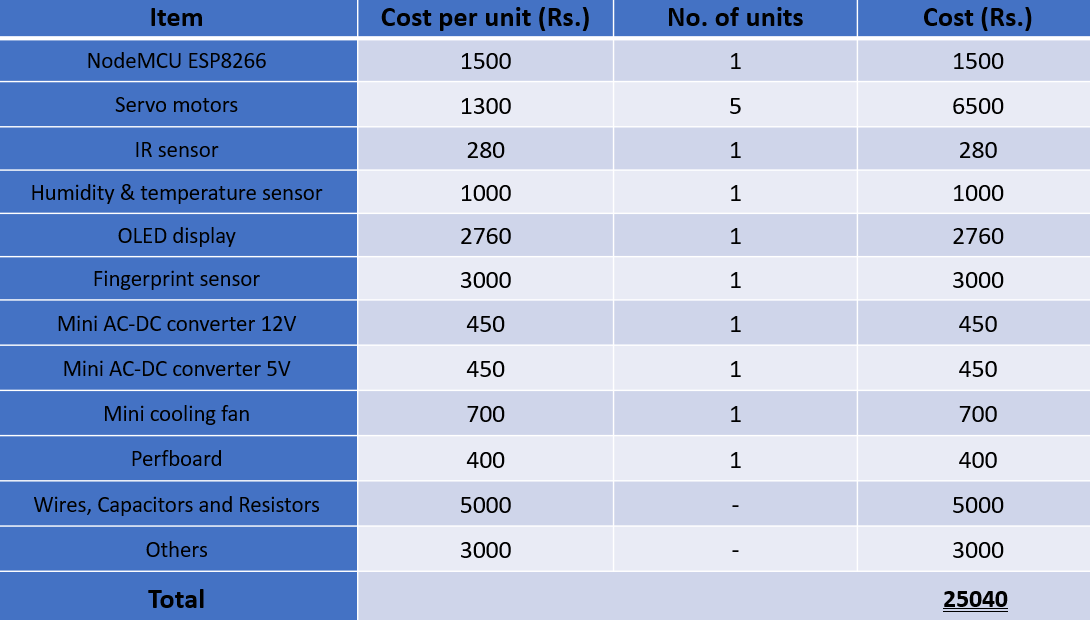 Item Cost per unit (Rs.) No. of units Cost (Rs.)
NodeMCU ESP8266 1500 1 1500
Servo motors 1300 5 6500
IR sensor 280 1 280
Humidity & temperature sensor 1000 1 1000
OLED display 2760 1 2760
Fingerprint sensor 3000 1 3000
Mini AC-DC converter 12V 450 1 450
Mini AC-DC converter 5V 450 1 450
Mini cooling fan 700 1 700
Perfboard 400 1 400
Wires, Capacitors and Resistors 5000 - 5000
Others 3000 - 3000
Total 25040